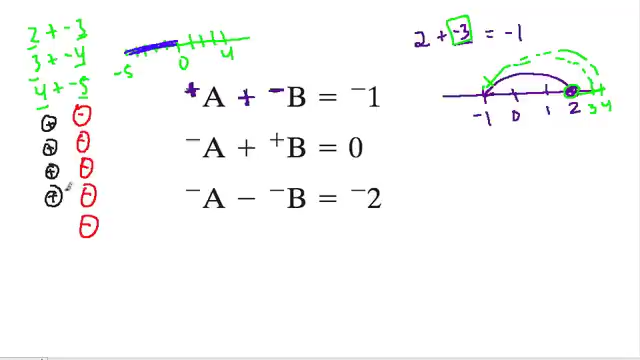 2 + -3
3 + -4
4 + -5
-5 0 4
⁺A + ⁻B = ⁻1
⁻A + ⁺B = 0
⁻A − ⁻B = ⁻2
2 + -3 = -1
-1 0 1 2 3 4
+ -
+ -
+ -
+ -
-